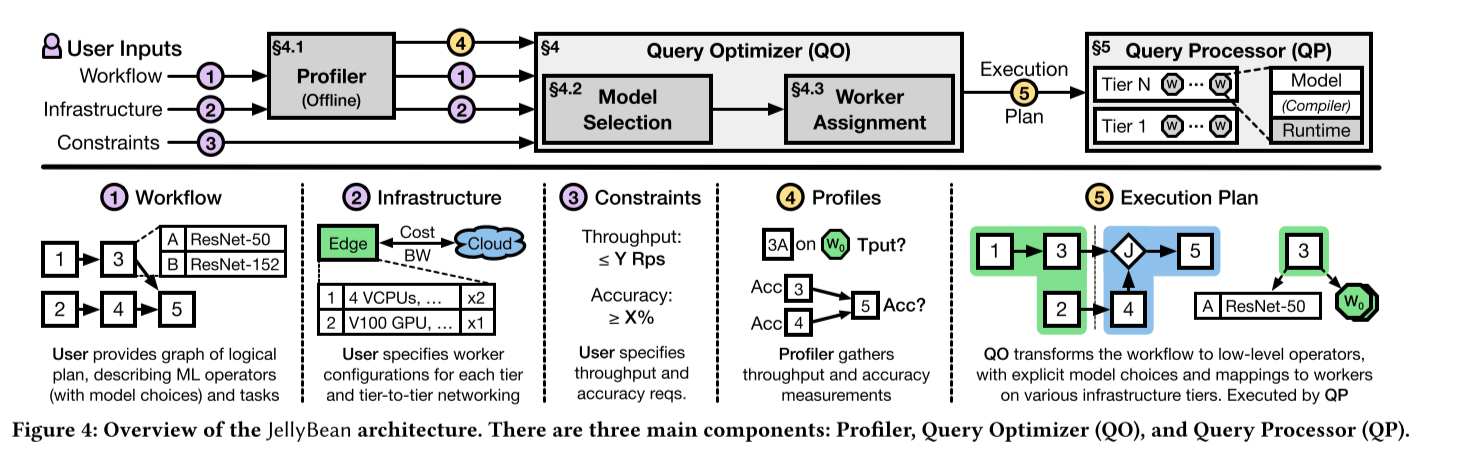 User Inputs
Workflow
1
Infrastructure
2
Constraints
3
§4.1
Profiler
(Offline)
4
1
2
§4
Query Optimizer (QO)
§4.2
Model
Selection
§4.3
Worker
Assignment
Execution
5
Plan
§5 Query Processor (QP)
Tier N W ... W
Tier 1 W ... W
Model
(Compiler)
Runtime
1 Workflow
1 3
2 4 5
A ResNet-50
B ResNet-152
User provides graph of logical
plan, describing ML operators
(with model choices) and tasks
2 Infrastructure
Edge
Cost
BW
Cloud
1 4 VCPUs, ... x2
2 V100 GPU, ... x1
User specifies worker
configurations for each tier
and tier-to-tier networking
3 Constraints
Throughput:
≤ Y Rps
Accuracy:
≥ X%
User specifies
throughput and
accuracy reqs.
4 Profiles
3A on W₀ Tput?
Acc 3
Acc 4
5 Acc?
Profiler gathers
throughput and accuracy
measurements
5 Execution Plan
1 3 J 5
2 4
3
A ResNet-50
W₀
QO transforms the workflow to low-level operators,
with explicit model choices and mappings to workers
on various infrastructure tiers. Executed by QP
Figure 4: Overview of the JellyBean architecture. There are three main components: Profiler, Query Optimizer (QO), and Query Processor (QP).